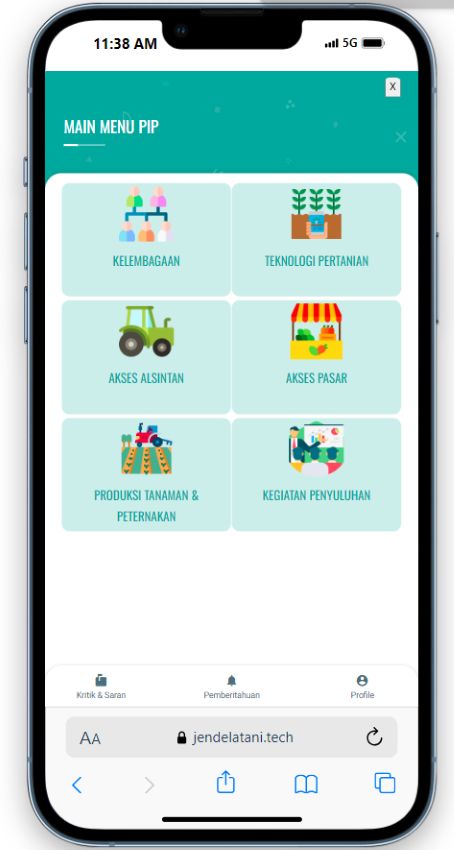 11:38 AM
5G
X
MAIN MENU PIP
KELEMBAGAAN
TEKNOLOGI PERTANIAN
AKSES ALSINTAN
AKSES PASAR
PRODUKSI TANAMAN &
PETERNAKAN
KEGIATAN PENYULUHAN
Kritik & Saran
Pemberitahuan
Profile
AA
jendelatani.tech